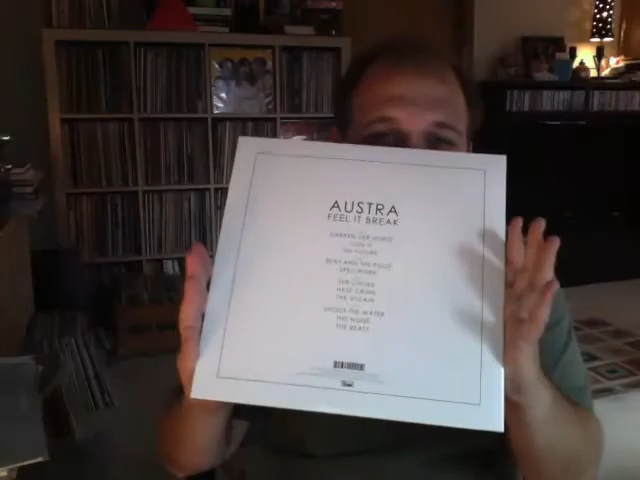 AUSTRA
FEEL IT BREAK
DARKEN HER HORSE
LOSE IT
THE FUTURE
BEAT AND THE PULSE
SPELLWORK
THE CHOKE
HATE CRIME
THE VILLAIN
SHOOT THE WATER
THE NOISE
THE BEAST